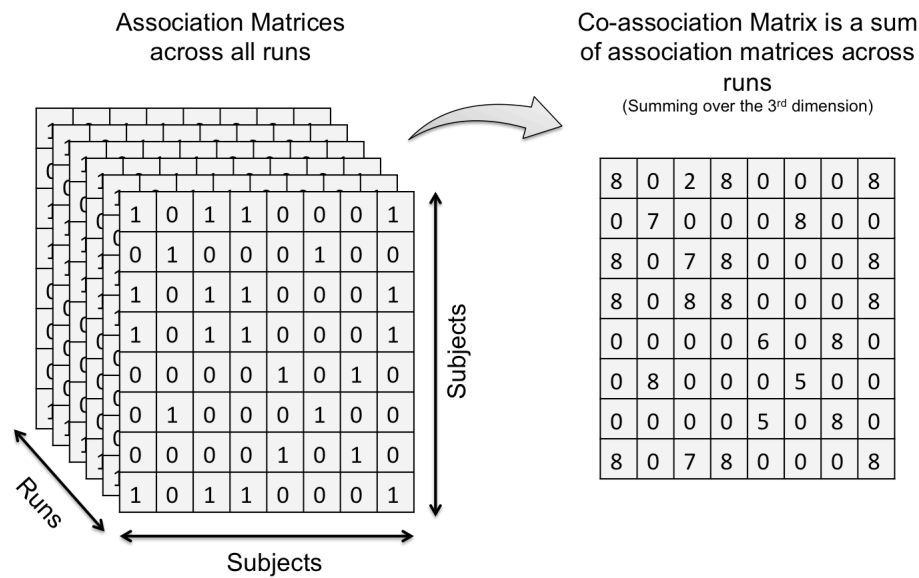 Association Matrices
across all runs
Co-association Matrix is a sum
of association matrices across
runs
(Summing over the 3rd dimension)
1 0 1 1 0 0 0 1
0 1 0 0 0 1 0 0
1 0 1 1 0 0 0 1
1 0 1 1 0 0 0 1
0 0 0 0 1 0 1 0
0 1 0 0 0 1 0 0
0 0 0 0 1 0 1 0
1 0 1 1 0 0 0 1
Subjects
Runs
Subjects
8 0 2 8 0 0 0 8
0 7 0 0 0 8 0 0
8 0 7 8 0 0 0 8
8 0 8 8 0 0 0 8
0 0 0 0 6 0 8 0
0 8 0 0 0 5 0 0
0 0 0 0 5 0 8 0
8 0 7 8 0 0 0 8